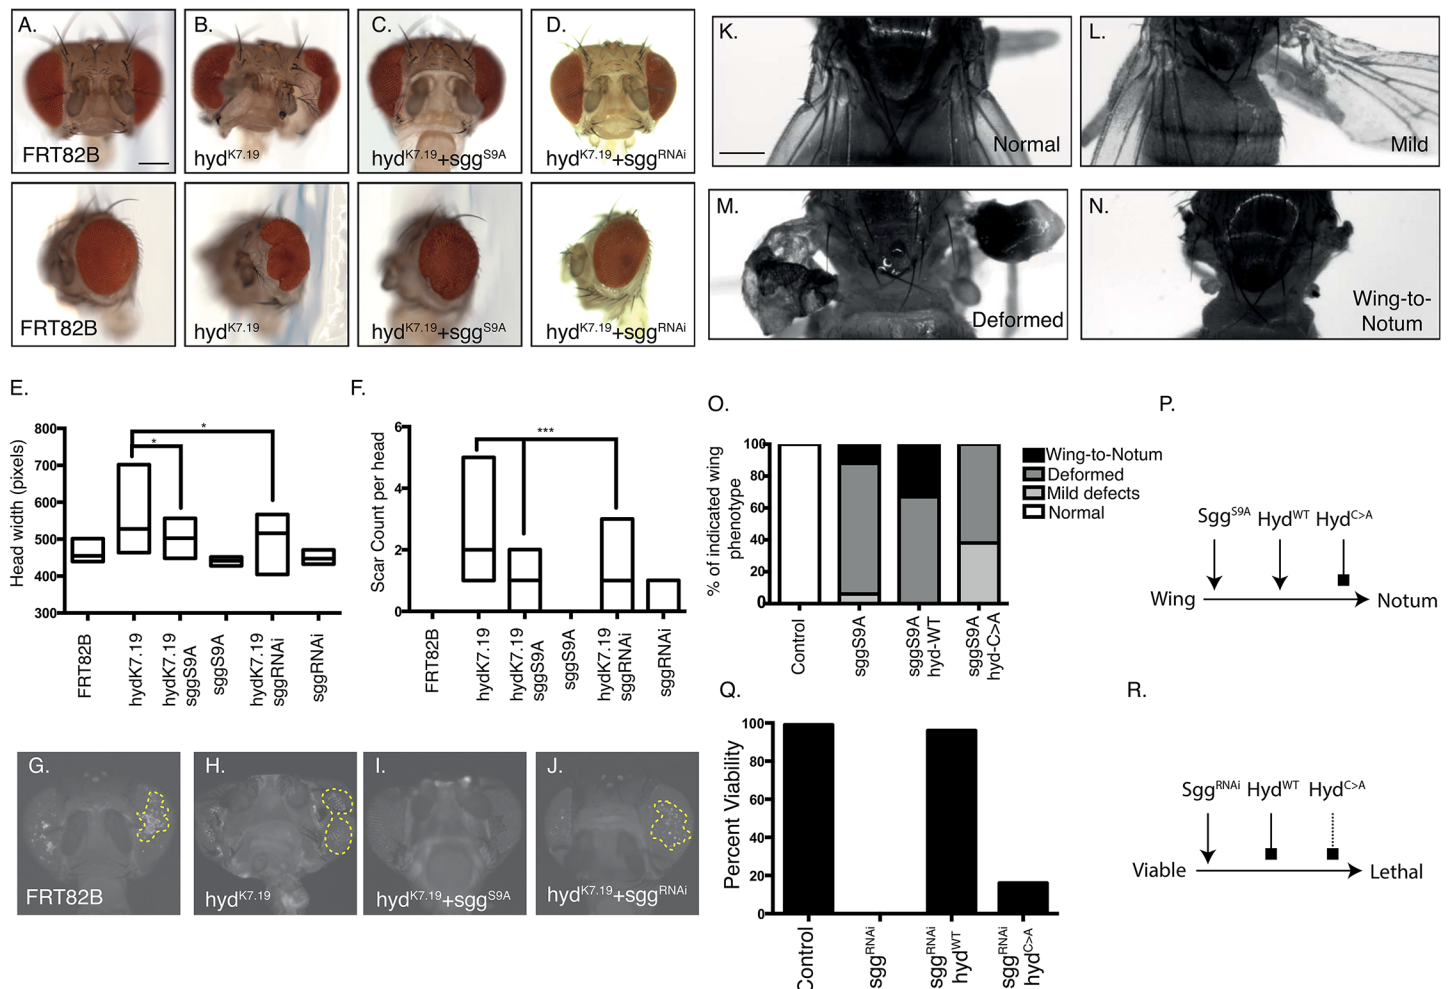 A.
FRT82B
B.
hydK7.19
C.
hydK7.19+sggS9A
D.
hydK7.19+sggRNAi
FRT82B
hydK7.19
hydK7.19+sggS9A
hydK7.19+sggRNAi
K.
Normal
L.
Mild
M.
Deformed
N.
Wing-to-
Notum
E.
Head width (pixels)
800
700
600
500
400
300
*
*
FRT82B
hydK7.19
hydK7.19
sggS9A
sggS9A
hydK7.19
sggRNAi
sggRNAi
F.
Scar Count per head
6
4
2
0
***
FRT82B
hydK7.19
hydK7.19
sggS9A
sggS9A
hydK7.19
sggRNAi
sggRNAi
O.
% of indicated wing
phenotype
100
80
60
40
20
0
Control
sggS9A
sggS9A
hyd-WT
sggS9A
hyd-C>A
Wing-to-Notum
Deformed
Mild defects
Normal
P.
SggS9A HydWT HydC>A
Wing
Notum
G.
FRT82B
H.
hydK7.19
I.
hydK7.19+sggS9A
J.
hydK7.19+sggRNAi
Q.
Percent Viability
100
80
60
40
20
0
Control
sggRNAi
sggRNAi
hydWT
sggRNAi
hydC>A
R.
SggRNAi HydWT HydC>A
Viable
Lethal